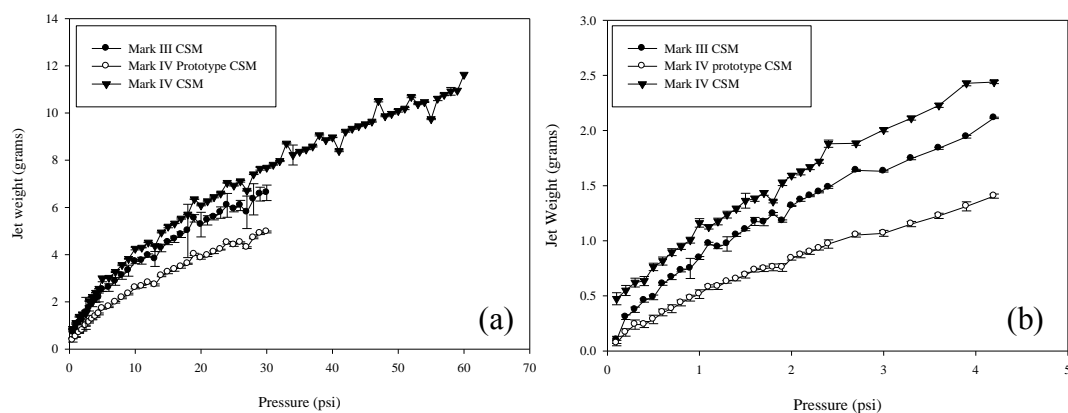 14
12
10
8
6
4
2
0
Jet weight (grams)
Mark III CSM
Mark IV Prototype CSM
Mark IV CSM
(a)
0 10 20 30 40 50 60 70
Pressure (psi)
3.0
2.5
2.0
1.5
1.0
0.5
0.0
Jet Weight (grams)
Mark III CSM
Mark IV prototype CSM
Mark IV CSM
(b)
0 1 2 3 4 5
Pressure (psi)